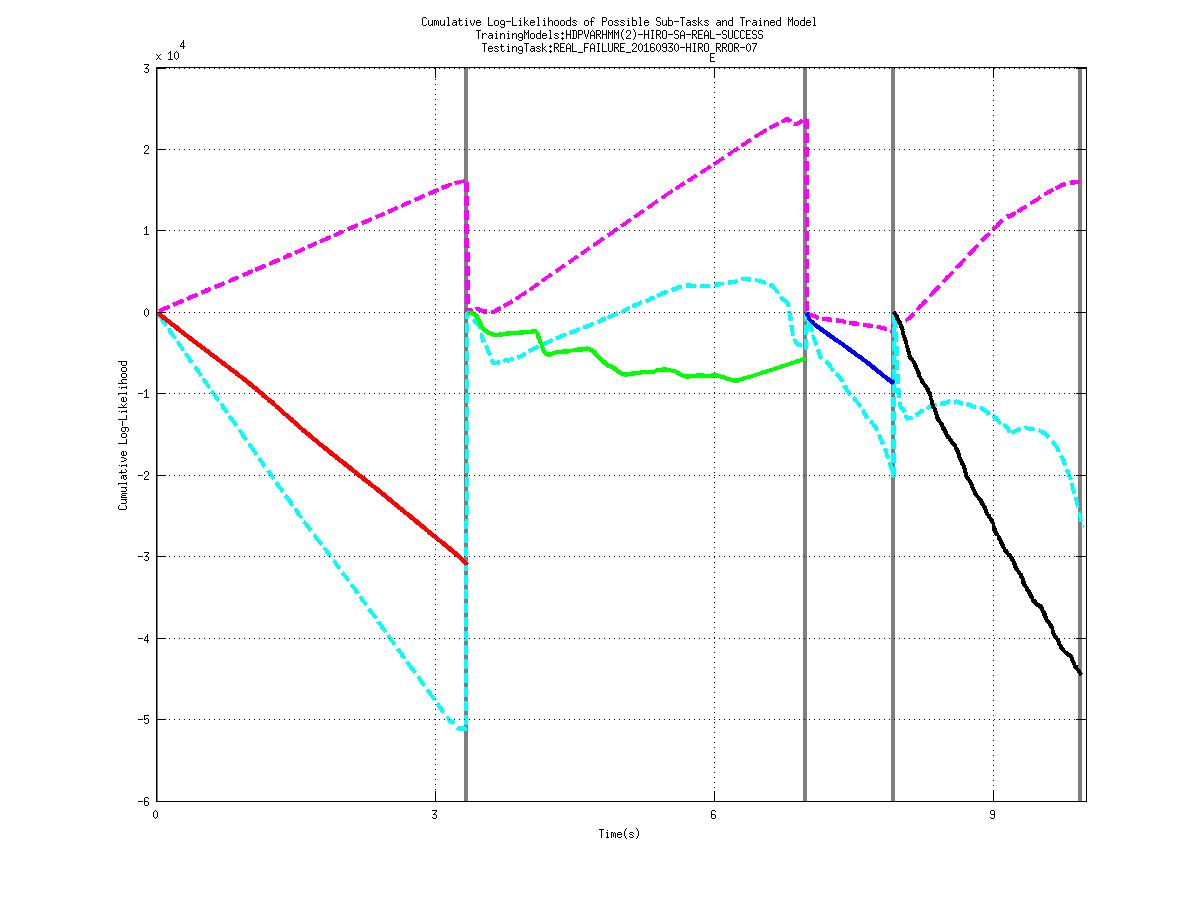 Cumulative Log-Likelihoods of Possible Sub-Tasks and Trained Model
TrainingModels:HDPVARHMM(2)-HIRO-SA-REAL-SUCCESS
TestingTask:REAL_FAILURE_20160930-HIRO_RROR-07
E
x 10^4
3
2
1
0
-1
-2
-3
-4
-5
-6
Cumulative Log-Likelihood
0 3 6 9
Time(s)